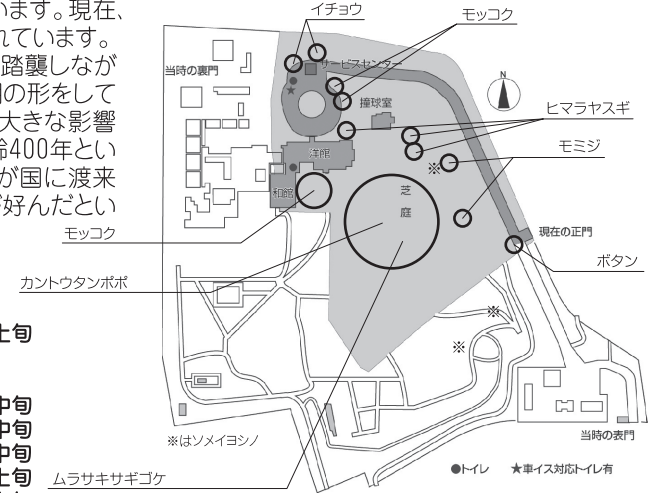 います。現在、
れています。
踏襲しなが
の形をして
大きな影響
齢400年とい
が国に渡来
が好んだとい
イチョウ
モッコク
当時の裏門
サービスセンター
撞球室
N
ヒマラヤスギ
モミジ
洋館
※
和館
芝庭
モッコク
現在の正門
ボタン
カントウタンポポ
※
※
上旬
中旬
中旬
中旬
上旬
※はソメイヨシノ
当時の表門
ムラサキサギゴケ
●トイレ ★車イス対応トイレ有